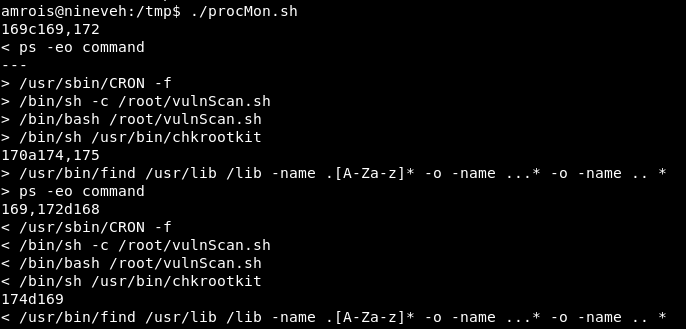 amrois@nineveh:/tmp$ ./procMon.sh
169c169,172
< ps -eo command
---
> /usr/sbin/CRON -f
> /bin/sh -c /root/vulnScan.sh
> /bin/bash /root/vulnScan.sh
> /bin/sh /usr/bin/chkrootkit
170a174,175
> /usr/bin/find /usr/lib /lib -name .[A-Za-z]* -o -name ...* -o -name .. *
> ps -eo command
169,172d168
< /usr/sbin/CRON -f
< /bin/sh -c /root/vulnScan.sh
< /bin/bash /root/vulnScan.sh
< /bin/sh /usr/bin/chkrootkit
174d169
< /usr/bin/find /usr/lib /lib -name .[A-Za-z]* -o -name ...* -o -name .. *